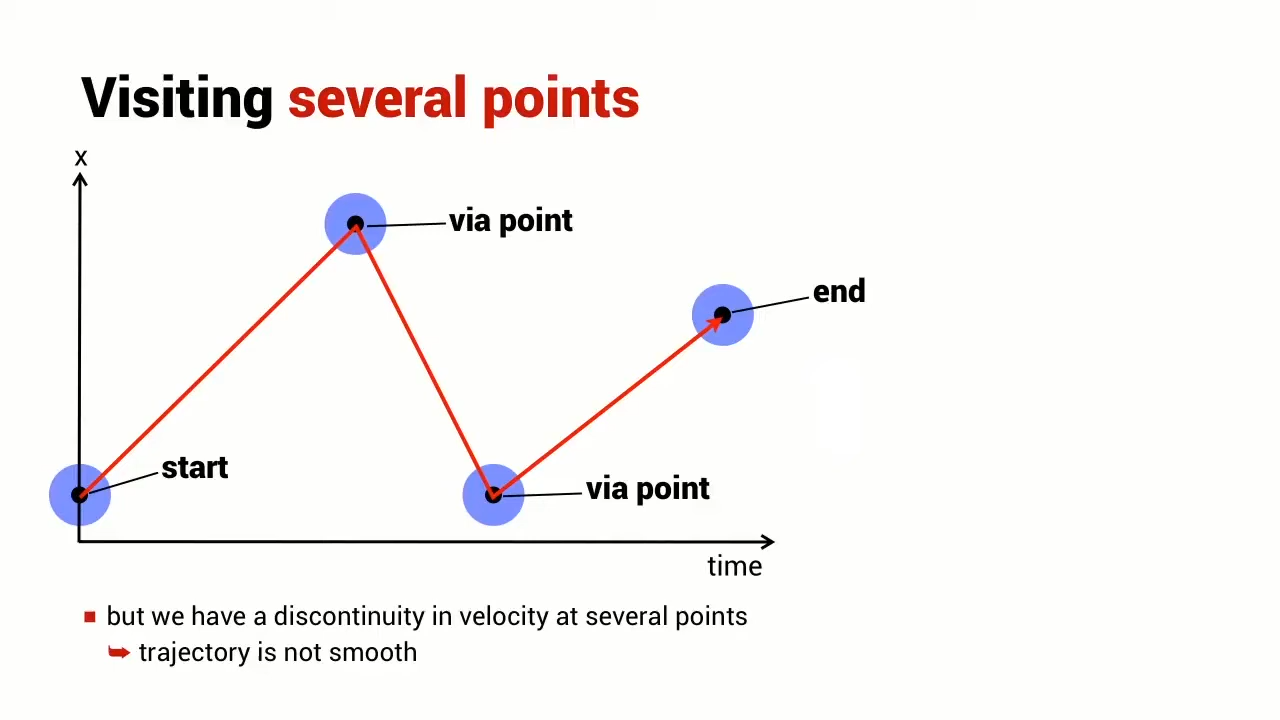 Visiting several points
x
via point
end
start
via point
time
but we have a discontinuity in velocity at several points
trajectory is not smooth